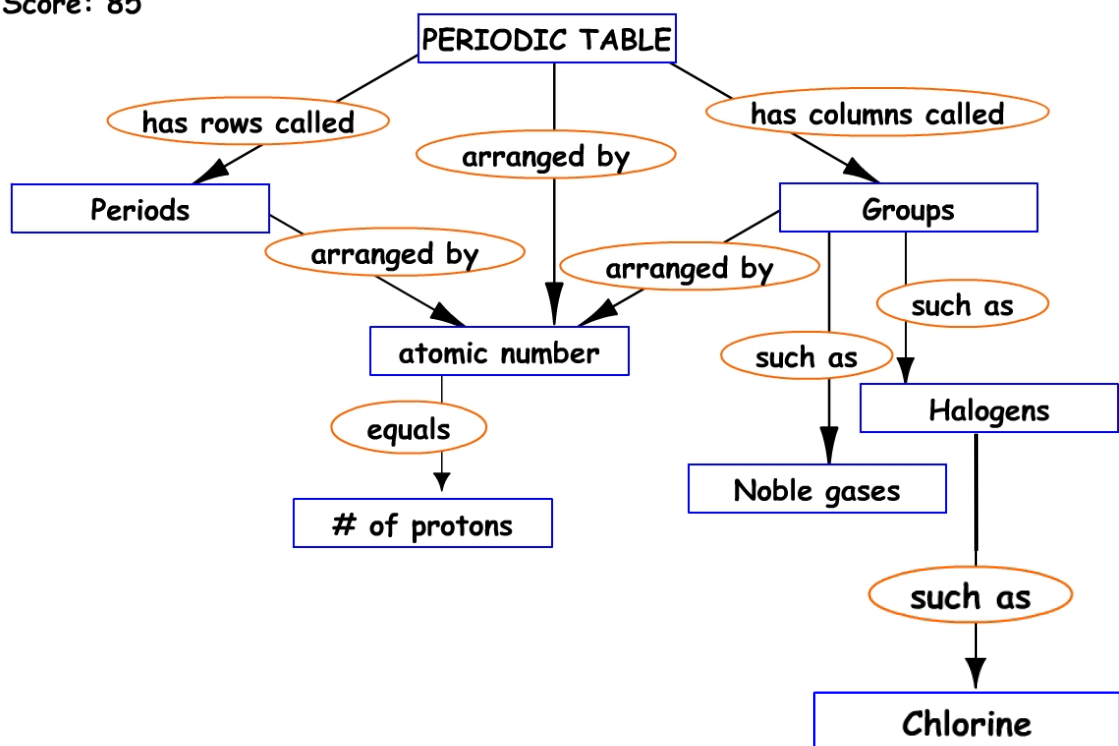 Score: 85
PERIODIC TABLE
has rows called
has columns called
arranged by
Periods
Groups
arranged by
arranged by
such as
atomic number
such as
Halogens
equals
Noble gases
# of protons
such as
Chlorine